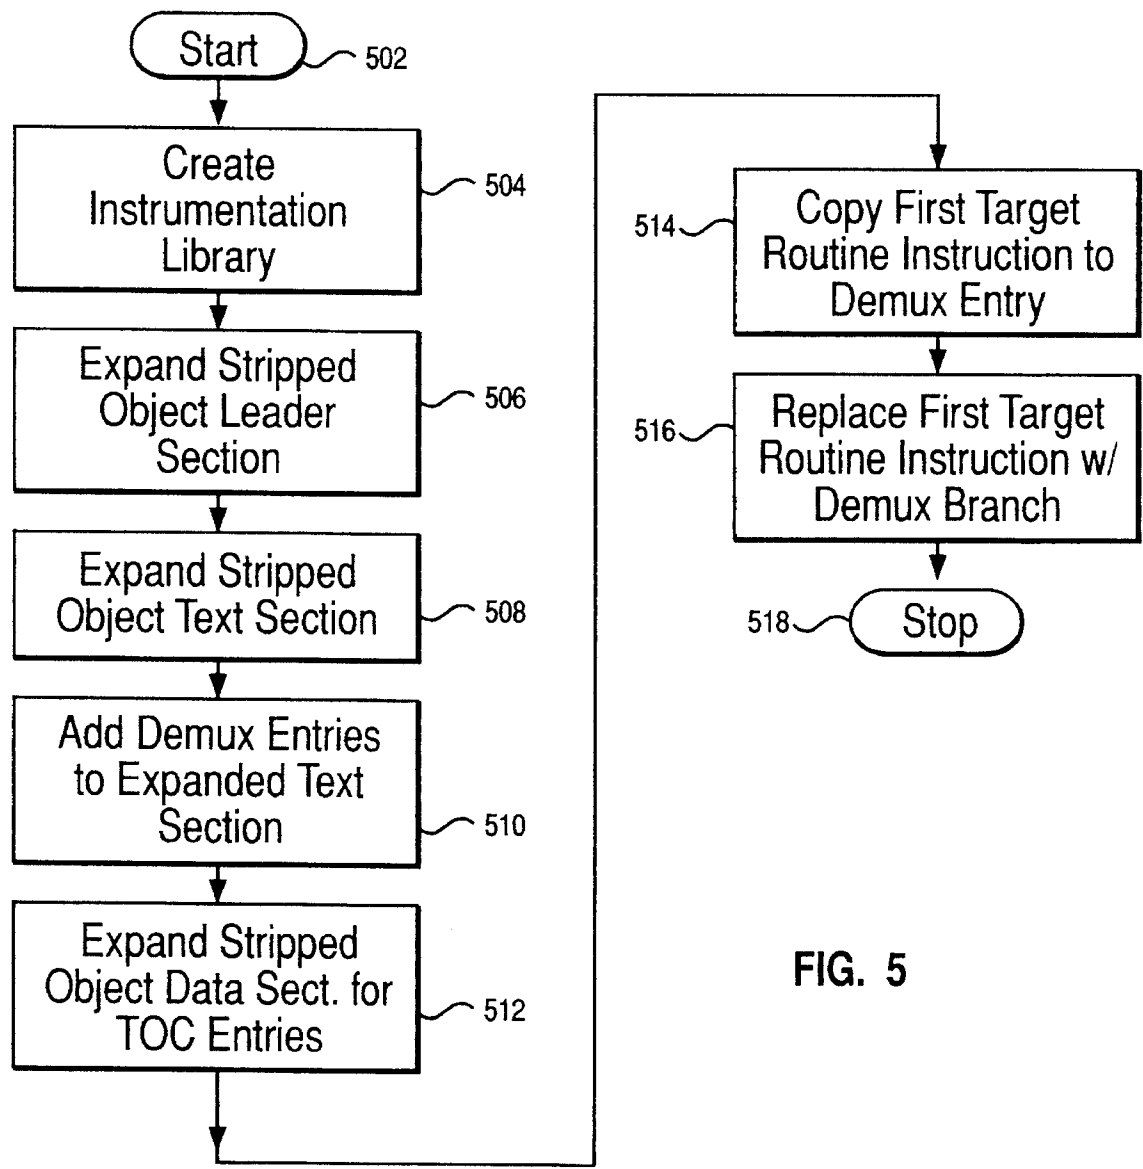 Start
502
Create
Instrumentation
Library
504
Expand Stripped
Object Leader
Section
506
Expand Stripped
Object Text Section
508
Add Demux Entries
to Expanded Text
Section
510
Expand Stripped
Object Data Sect. for
TOC Entries
512
Copy First Target
Routine Instruction to
Demux Entry
514
Replace First Target
Routine Instruction w/
Demux Branch
516
Stop
518
FIG. 5